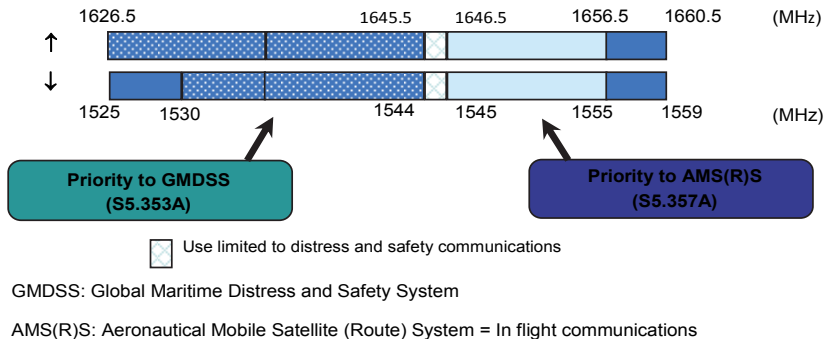 1626.5 1645.5 1646.5 1656.5 1660.5 (MHz)
↑
↓
1525 1530 1544 1545 1555 1559 (MHz)
Priority to GMDSS
(S5.353A)
Priority to AMS(R)S
(S5.357A)
Use limited to distress and safety communications
GMDSS: Global Maritime Distress and Safety System
AMS(R)S: Aeronautical Mobile Satellite (Route) System = In flight communications